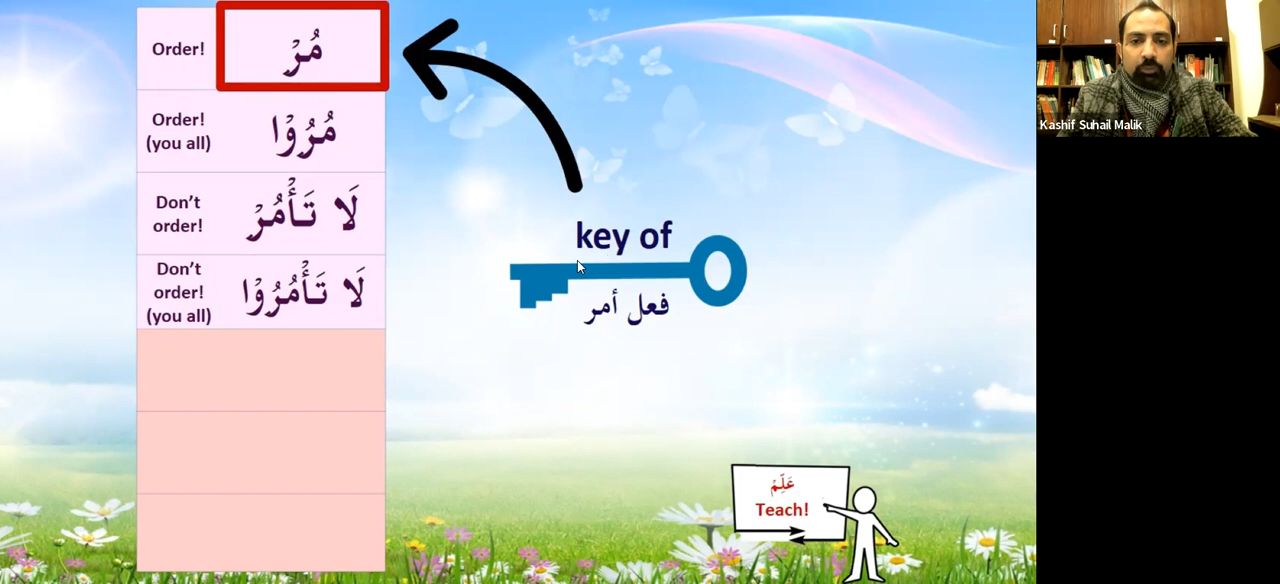 Order!
مُرْ
Order!
(you all)
مُرُوْا
Don't
order!
لَا تَأْمُرْ
Don't
order!
(you all)
لَا تَأْمُرُوْا
key of
فعل أمر
عَلِّمْ
Teach!
Kashif Suhail Malik